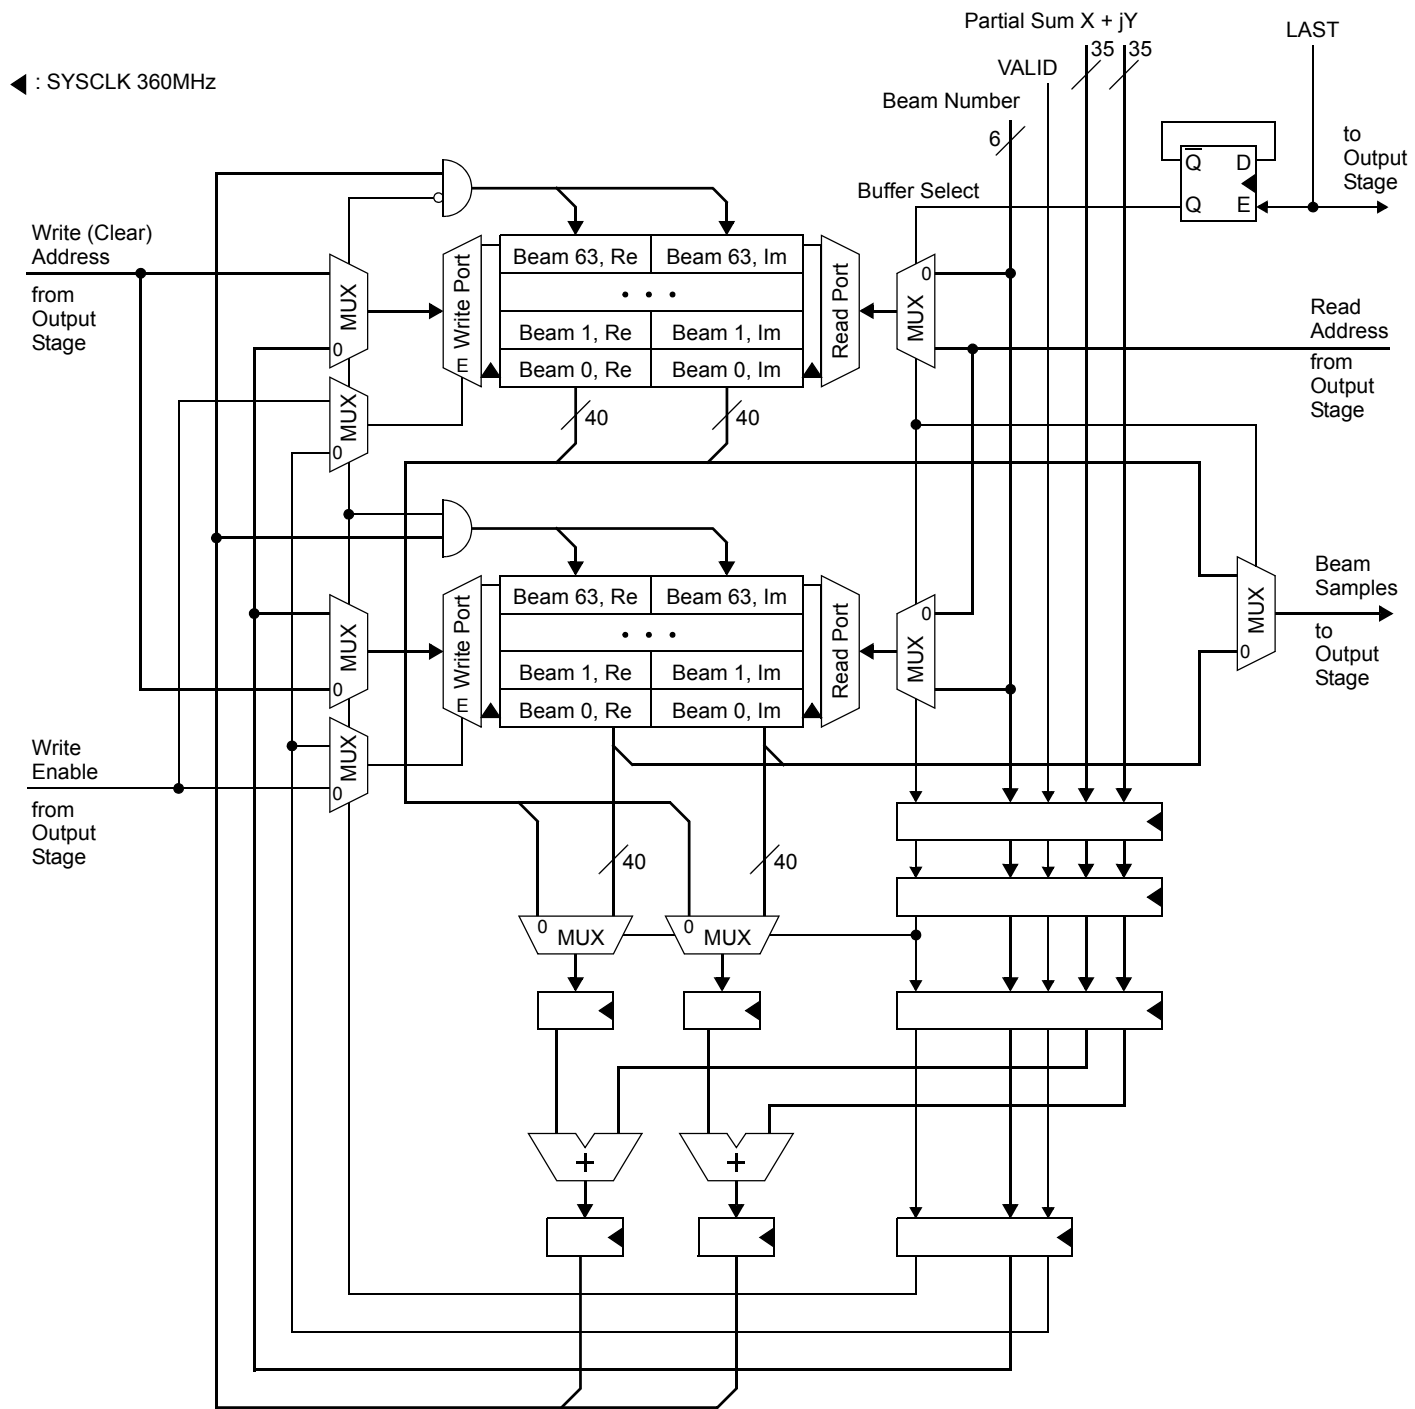 Partial Sum X + jY
LAST
35
35
◀ : SYSCLK 360MHz
VALID
Beam Number
6
to
Output
Stage
Q D
Q E
Buffer Select
Write (Clear)
Address
from
Output
Stage
MUX
0
Write Port
E
Beam 63, Re
Beam 63, Im
• • •
Beam 1, Re
Beam 1, Im
Beam 0, Re
Beam 0, Im
Read Port
MUX
0
Read
Address
from
Output
Stage
MUX
0
40
40
MUX
0
Write Port
E
Beam 63, Re
Beam 63, Im
• • •
Beam 1, Re
Beam 1, Im
Beam 0, Re
Beam 0, Im
Read Port
MUX
0
MUX
0
Beam
Samples
to
Output
Stage
Write
Enable
from
Output
Stage
MUX
0
40
40
0
MUX
0
MUX
+
+